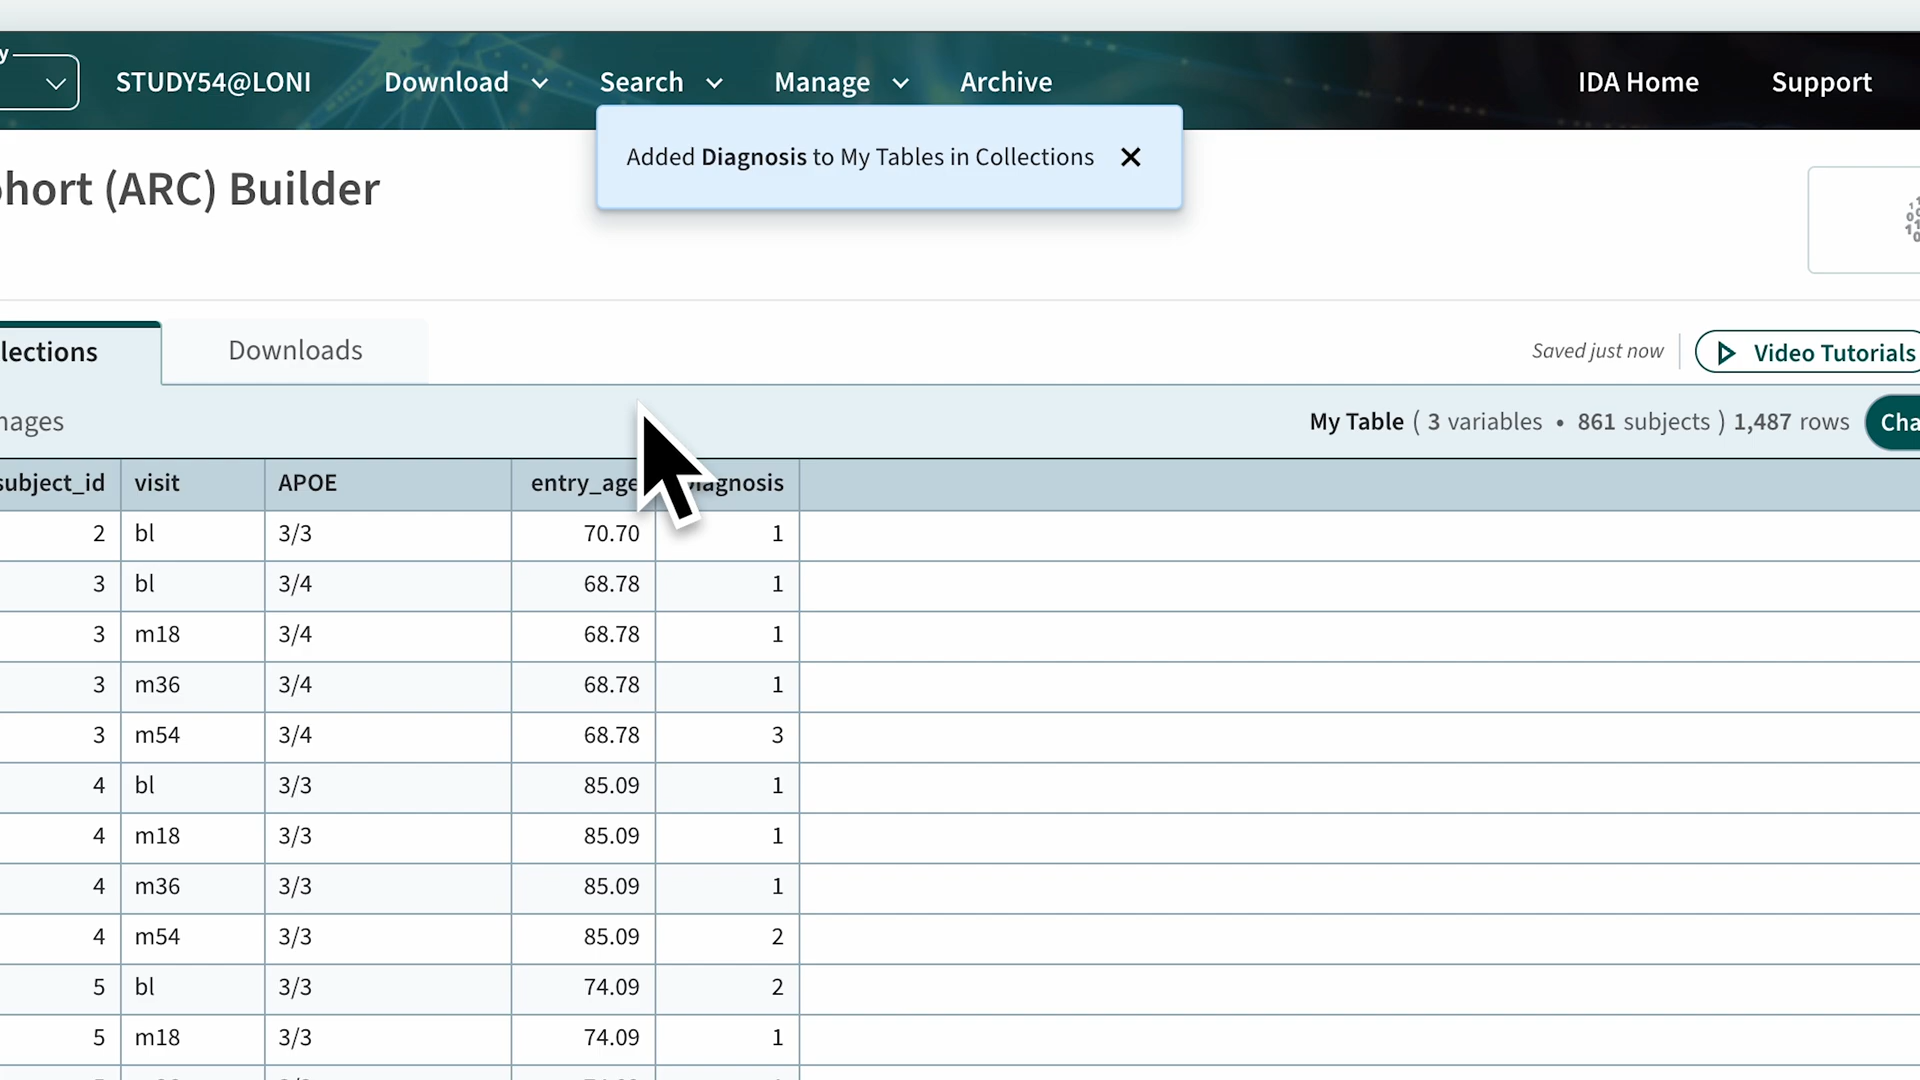 STUDY54@LONI Download Search Manage Archive IDA Home Support
Added Diagnosis to My Tables in Collections
(ARC) Builder
Downloads
Saved just now
Video Tutorials
My Table ( 3 variables • 861 subjects ) 1,487 rows
subject_id visit APOE
2 bl 3/3 70.70 1
3 bl 3/4 68.78 1
3 m18 3/4 68.78 1
3 m36 3/4 68.78 1
3 m54 3/4 68.78 3
4 bl 3/3 85.09 1
4 m18 3/3 85.09 1
4 m36 3/3 85.09 1
4 m54 3/3 85.09 2
5 bl 3/3 74.09 2
5 m18 3/3 74.09 1